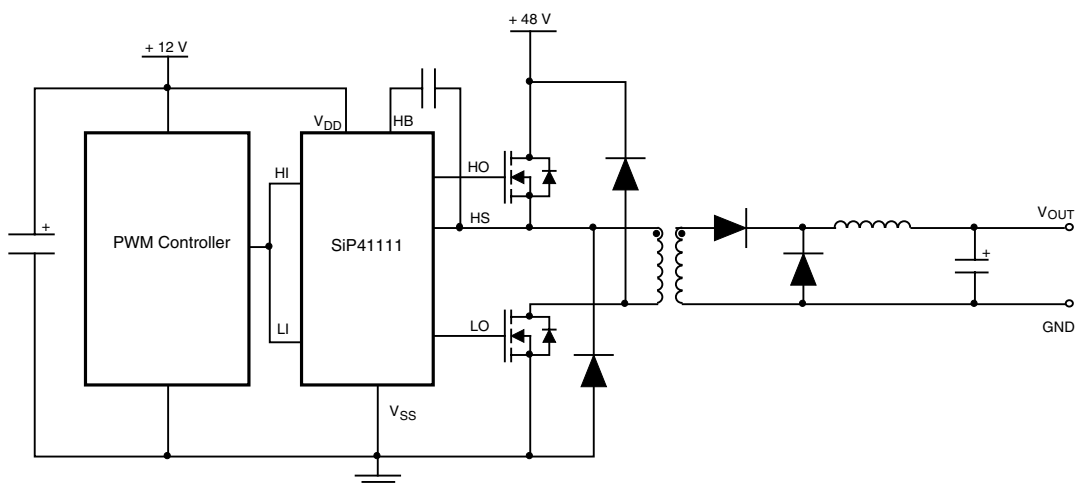 + 48 V
+ 12 V
V_DD
HB
HI
HO
PWM Controller
SiP41111
HS
V_OUT
+
+
LI
LO
GND
V_SS